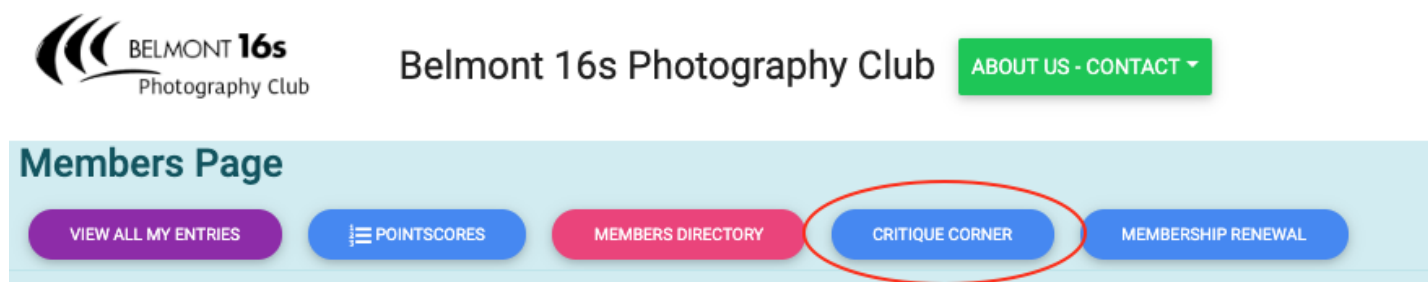 BELMONT 16s
Photography Club
Belmont 16s Photography Club
ABOUT US - CONTACT
Members Page
VIEW ALL MY ENTRIES
POINTSCORES
MEMBERS DIRECTORY
CRITIQUE CORNER
MEMBERSHIP RENEWAL